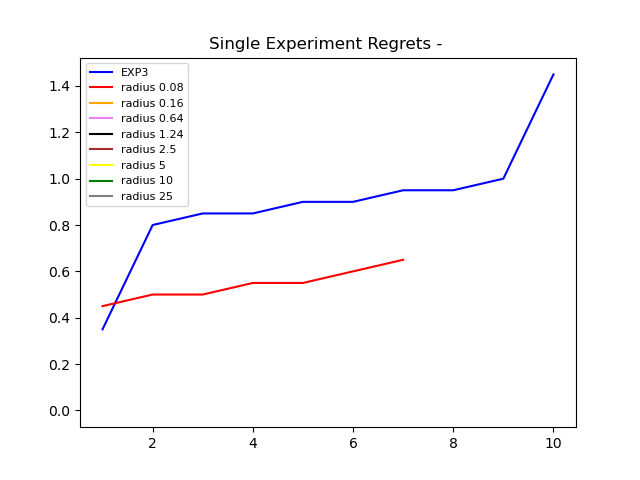 Single Experiment Regrets -
EXP3
radius 0.08
radius 0.16
radius 0.64
radius 1.24
radius 2.5
radius 5
radius 10
radius 25
1.4
1.2
1.0
0.8
0.6
0.4
0.2
0.0
2
4
6
8
10